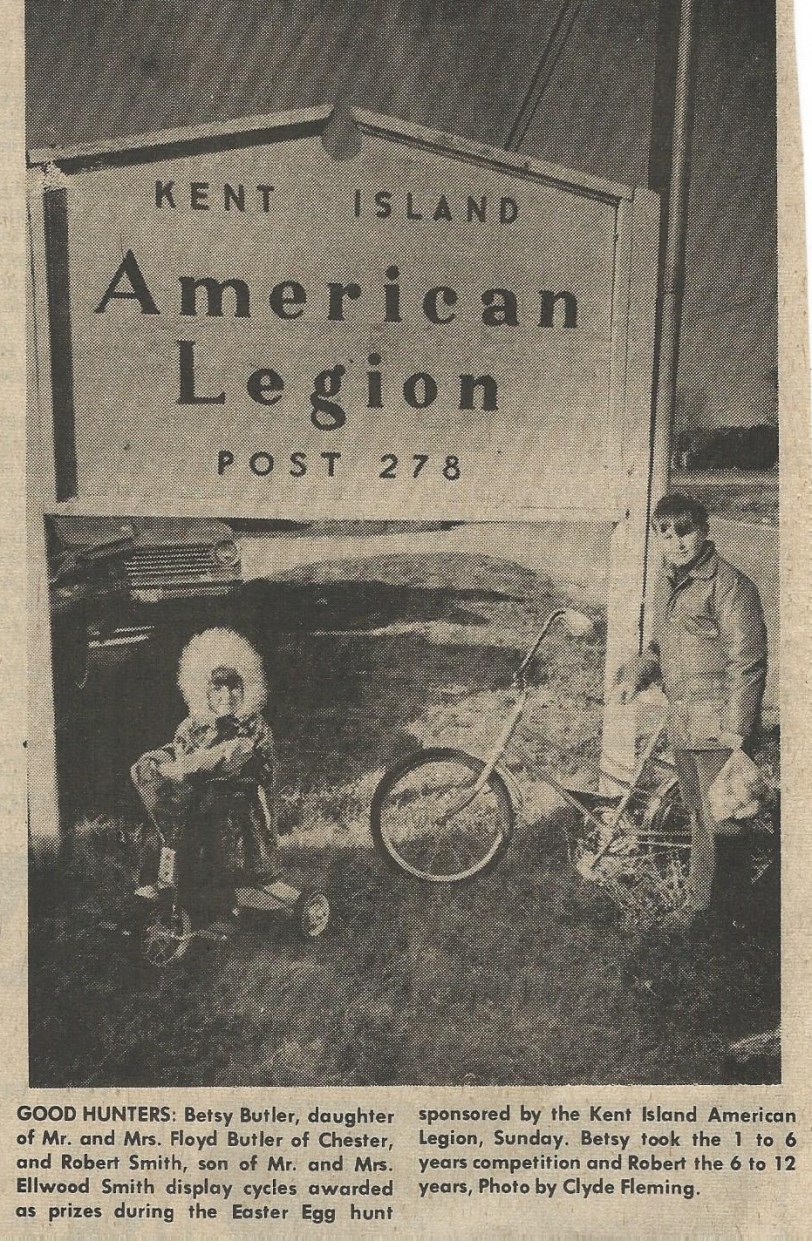 KENT ISLAND
American
Legion
POST 278
GOOD HUNTERS: Betsy Butler, daughter
of Mr. and Mrs. Floyd Butler of Chester,
and Robert Smith, son of Mr. and Mrs.
Ellwood Smith display cycles awarded
as prizes during the Easter Egg hunt
sponsored by the Kent Island American
Legion, Sunday. Betsy took the 1 to 6
years competition and Robert the 6 to 12
years, Photo by Clyde Fleming.